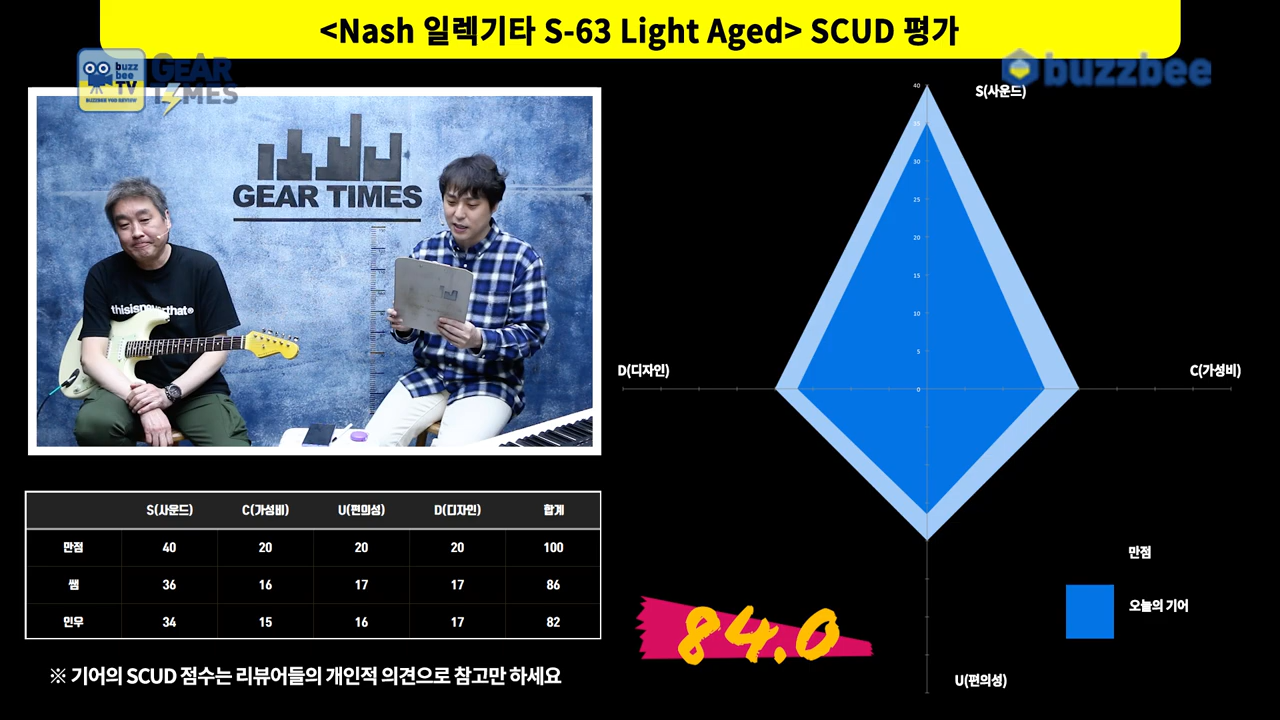 <Nash 일렉기타 S-63 Light Aged> SCUD 평가
buzz
bee
TV
BUZZBEE YOU REVIEW
GEAR
TIMES
buzzbee
GEAR TIMES
thisisneverthat®
S(사운드)
40
35
30
25
20
15
10
5
0
D(디자인)
C(가성비)
U(편의성)
만점
오늘의 기어
S(사운드) C(가성비) U(편의성) D(디자인) 합계
만점 40 20 20 20 100
쌤 36 16 17 17 86
인우 34 15 16 17 82
84.0
※ 기어의 SCUD 점수는 리뷰어들의 개인적 의견으로 참고만 하세요